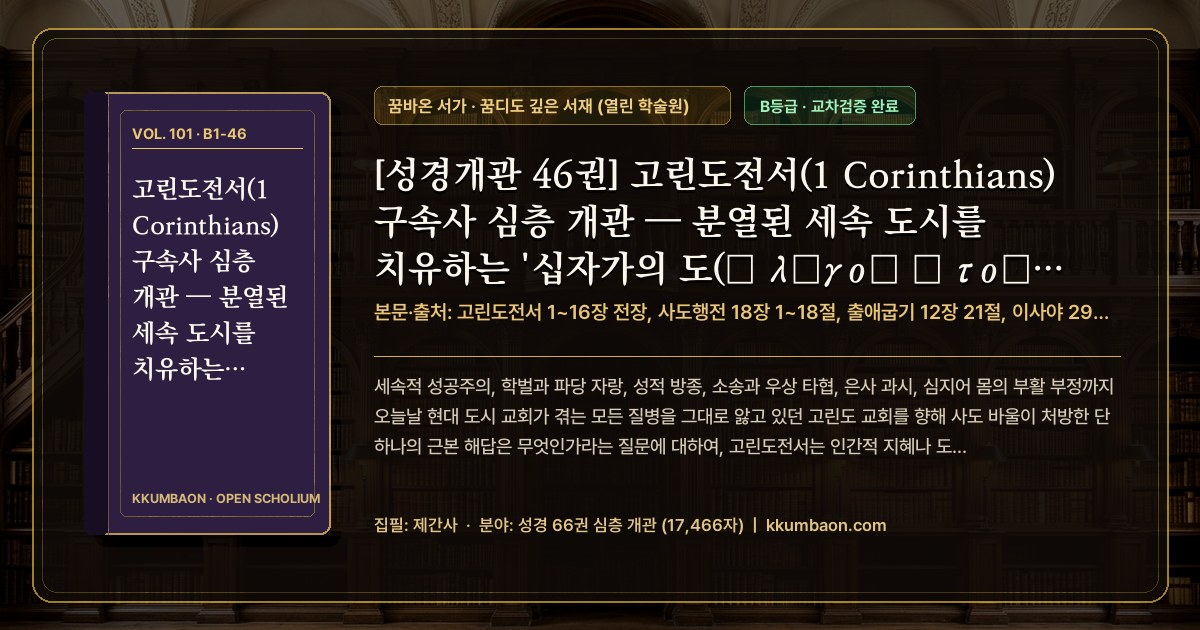 VOL. 101 · B1-46
고린도전서(1
Corinthians)
구속사 심층
개관 — 분열된
세속 도시를
치유하는…
KKUMBAON · OPEN SCHOLIUM
꿈바온 서가 · 꿈디도 깊은 서재 (열린 학술원)
B등급 · 교차검증 완료
[성경개관 46권] 고린도전서(1 Corinthians)
구속사 심층 개관 — 분열된 세속 도시를
치유하는 '십자가의 도(□ λ□γο□ □ το□…
본문·출처: 고린도전서 1~16장 전장, 사도행전 18장 1~18절, 출애굽기 12장 21절, 이사야 29...
세속적 성공주의, 학벌과 파당 자랑, 성적 방종, 소송과 우상 타협, 은사 과시, 심지어 몸의 부활 부정까지
오늘날 현대 도시 교회가 겪는 모든 질병을 그대로 앓고 있던 고린도 교회를 향해 사도 바울이 처방한 단
하나의 근본 해답은 무엇인가라는 질문에 대하여, 고린도전서는 인간적 지혜나 도...
집필: 제간사 · 분야: 성경 66권 심층 개관 (17,466자) | kkumbaon.com